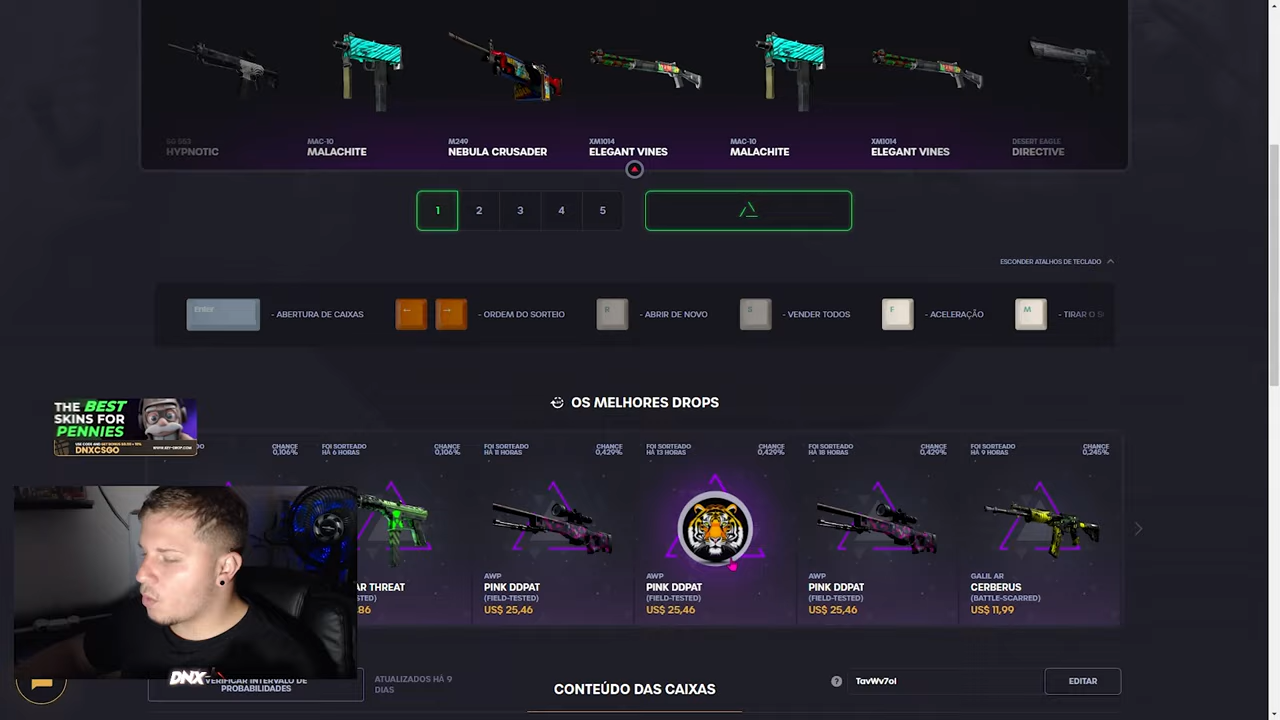 SG 553
HYPNOTIC
MAC-10
MALACHITE
M249
NEBULA CRUSADER
XM1014
ELEGANT VINES
MAC-10
MALACHITE
XM1014
ELEGANT VINES
DESERT EAGLE
DIRECTIVE
1 2 3 4 5
ESCONDER ATALHOS DE TECLADO
Enter - ABERTURA DE CAIXAS
← → - ORDEM DO SORTEIO
R - ABRIR DE NOVO
S - VENDER TODOS
F - ACELERAÇÃO
M - TIRAR O S
OS MELHORES DROPS
THE BEST
SKINS FOR
PENNIES
DNXCSGO
WWW.KEY-DROP.COM
CHANCE
0,106%
FOI SORTEADO
HÁ 6 HORAS
CHANCE
0,106%
AR THREAT
86
FOI SORTEADO
HÁ 11 HORAS
CHANCE
0,429%
AWP
PINK DDPAT
(FIELD-TESTED)
US$ 25,46
FOI SORTEADO
HÁ 13 HORAS
CHANCE
0,429%
AWP
PINK DDPAT
(FIELD-TESTED)
US$ 25,46
FOI SORTEADO
HÁ 18 HORAS
CHANCE
0,429%
AWP
PINK DDPAT
(FIELD-TESTED)
US$ 25,46
FOI SORTEADO
HÁ 9 HORAS
CHANCE
0,245%
GALIL AR
CERBERUS
(BATTLE-SCARRED)
US$ 11,99
DNX
VERIFICAR INTERVALO DE
PROBABILIDADES
ATUALIZADOS HÁ 9
DIAS
CONTEÚDO DAS CAIXAS
? TavWv7ol
EDITAR